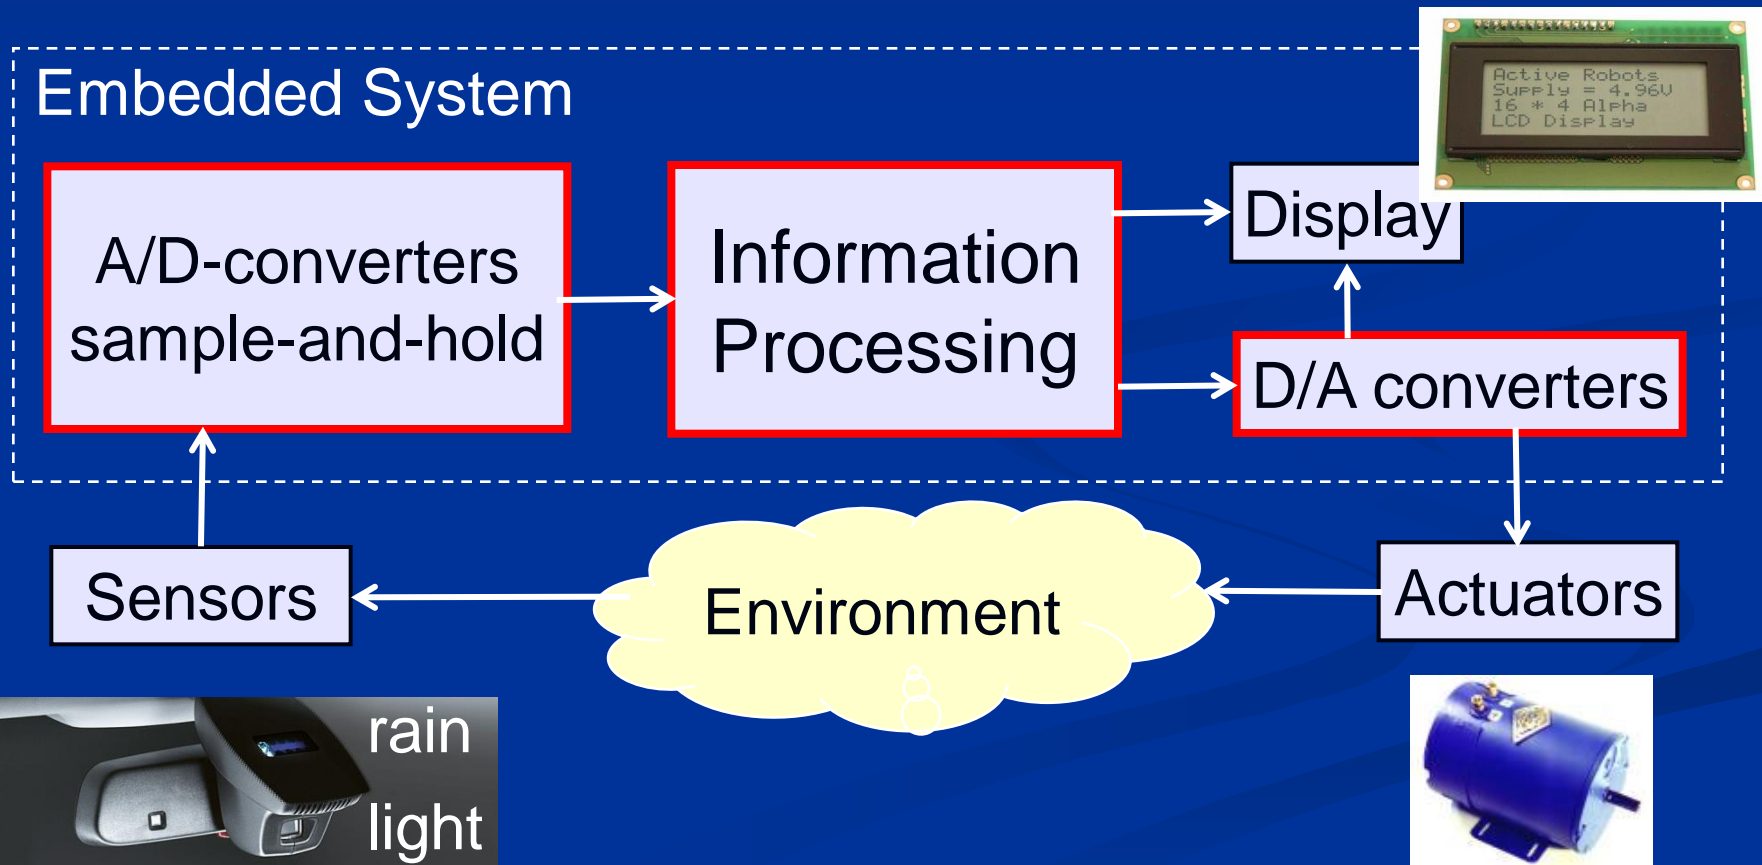 Embedded System
Active Robots
Supply = 4.96V
16 * 4 Alpha
LCD Display
A/D-converters
sample-and-hold
Information
Processing
Display
D/A converters
Sensors
Environment
Actuators
rain
light